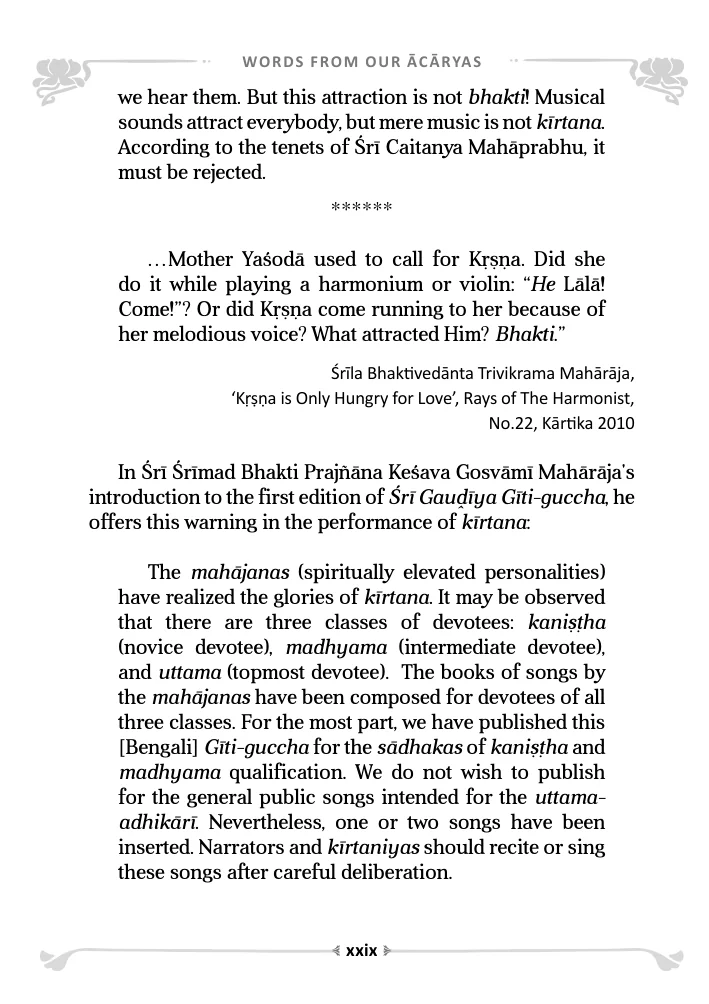 WORDS FROM OUR ĀCĀRYAS
we hear them. But this attraction is not bhakti! Musical
sounds attract everybody, but mere music is not kīrtana.
According to the tenets of Śrī Caitanya Mahāprabhu, it
must be rejected.
******
…Mother Yaśodā used to call for Kṛṣṇa. Did she
do it while playing a harmonium or violin: “He Lālā!
Come!”? Or did Kṛṣṇa come running to her because of
her melodious voice? What attracted Him? Bhakti.”
Śrīla Bhaktivedānta Trivikrama Mahārāja,
‘Kṛṣṇa is Only Hungry for Love’, Rays of The Harmonist,
No.22, Kārtika 2010
In Śrī Śrīmad Bhakti Prajñāna Keśava Gosvāmī Mahārāja's
introduction to the first edition of Śrī Gauḍīya Gīti-guccha, he
offers this warning in the performance of kīrtana:
The mahājanas (spiritually elevated personalities)
have realized the glories of kīrtana. It may be observed
that there are three classes of devotees: kaniṣṭha
(novice devotee), madhyama (intermediate devotee),
and uttama (topmost devotee). The books of songs by
the mahājanas have been composed for devotees of all
three classes. For the most part, we have published this
[Bengali] Gīti-guccha for the sādhakas of kaniṣṭha and
madhyama qualification. We do not wish to publish
for the general public songs intended for the uttama-
adhikārī. Nevertheless, one or two songs have been
inserted. Narrators and kīrtaniyas should recite or sing
these songs after careful deliberation.
xxix